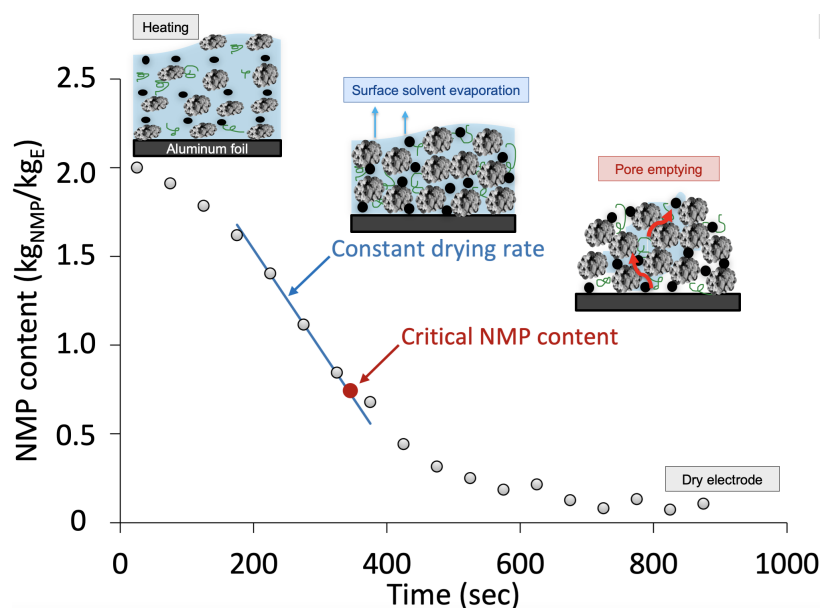 Heating
Aluminum foil
Surface solvent evaporation
Pore emptying
Constant drying rate
Critical NMP content
Dry electrode
NMP content (kgNMP/kgE)
2.5
2.0
1.5
1.0
0.5
0
0 200 400 600 800 1000
Time (sec)